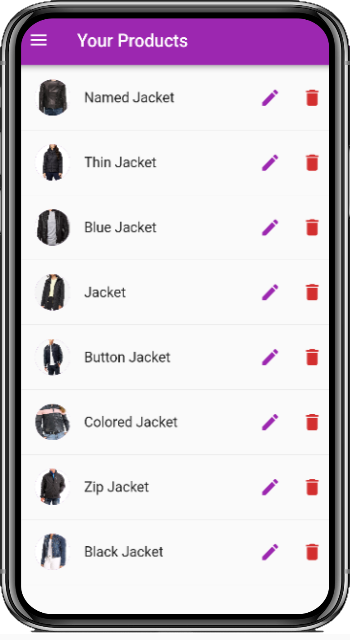 Your Products
Named Jacket
Thin Jacket
Blue Jacket
Jacket
Button Jacket
Colored Jacket
Zip Jacket
Black Jacket